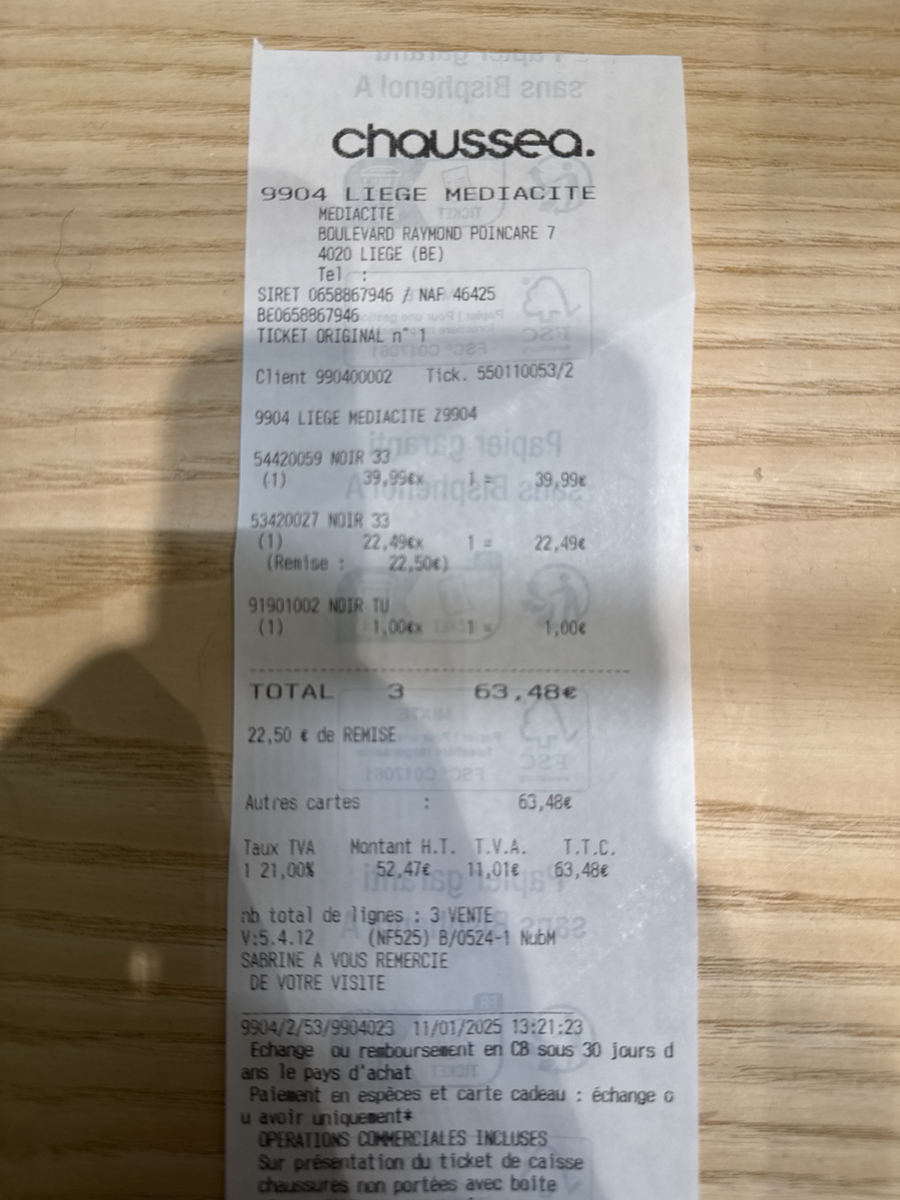 chaussea.
9904 LIEGE MEDIACITE
MEDIACITE
BOULEVARD RAYMOND POINCARE 7
4020 LIEGE (BE)
Tel :
SIRET 0658867946 / NAF 46425
BE0658867946
TICKET ORIGINAL n° 1
Client 990400002 Tick. 550110053/2
9904 LIEGE MEDIACITE Z9904
54420059 NOIR 33
(1) 39,99€x 1 = 39,99€
53420027 NOIR 33
(1) 22,49€x 1 = 22,49€
(Remise : 22,50€)
91901002 NOIR TU
(1) 1,00€x 1 = 1,00€
TOTAL 3 63,48€
22,50 € de REMISE
Autres cartes : 63,48€
Taux TVA Montant H.T. T.V.A. T.T.C.
1 21,00% 52,47€ 11,01€ 63,48€
nb total de lignes : 3 VENTE
V:5.4.12 (NF525) B/0524-1 NubM
SABRINE A VOUS REMERCIE
DE VOTRE VISITE
9904/2/53/9904023 11/01/2025 13:21:23
Echange ou remboursement en CB sous 30 jours d
ans le pays d'achat
Paiement en espèces et carte cadeau : échange o
u avoir uniquement*
OPERATIONS COMMERCIALES INCLUSES
Sur présentation du ticket de caisse
chaussures non portées avec boite